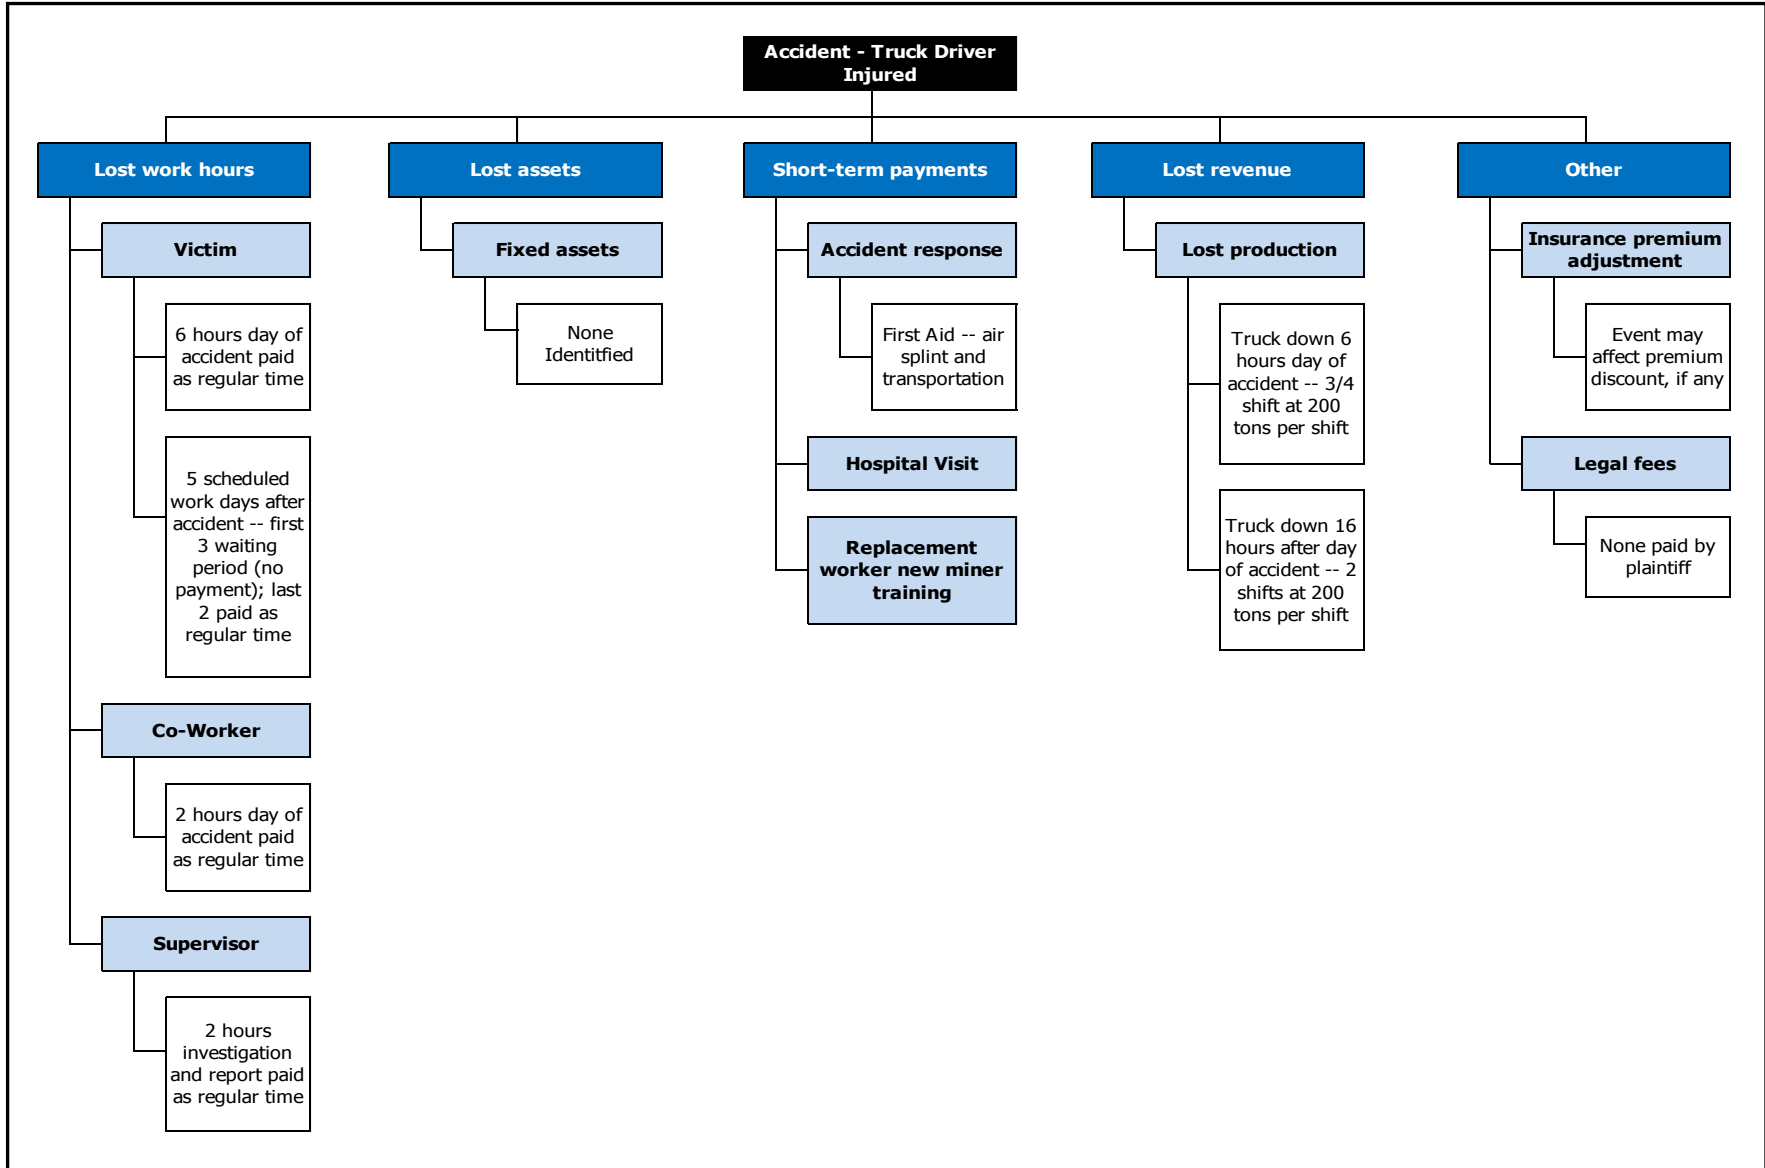 Accident - Truck Driver
Injured
Lost work hours
Victim
6 hours day of
accident paid
as regular time
5 scheduled
work days after
accident -- first
3 waiting
period (no
payment); last
2 paid as
regular time
Co-Worker
2 hours day of
accident paid
as regular time
Supervisor
2 hours
investigation
and report paid
as regular time
Lost assets
Fixed assets
None
Identitfied
Short-term payments
Accident response
First Aid -- air
splint and
transportation
Hospital Visit
Replacement
worker new miner
training
Lost revenue
Lost production
Truck down 6
hours day of
accident -- 3/4
shift at 200
tons per shift
Truck down 16
hours after day
of accident -- 2
shifts at 200
tons per shift
Other
Insurance premium
adjustment
Event may
affect premium
discount, if any
Legal fees
None paid by
plaintiff